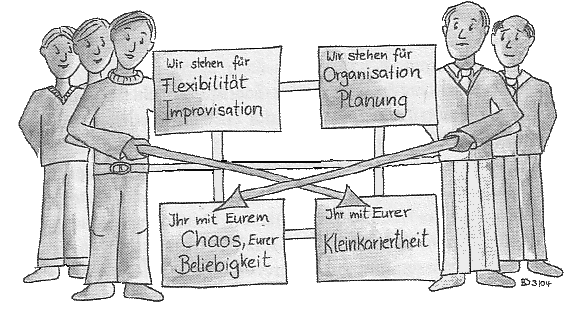 Wir stehen für
Flexibilität
Improvisation
Wir stehen für
Organisation
Planung
Ihr mit Eurem
Chaos, Eurer
Beliebigkeit
Ihr mit Eurer
Kleinkariertheit
3/04